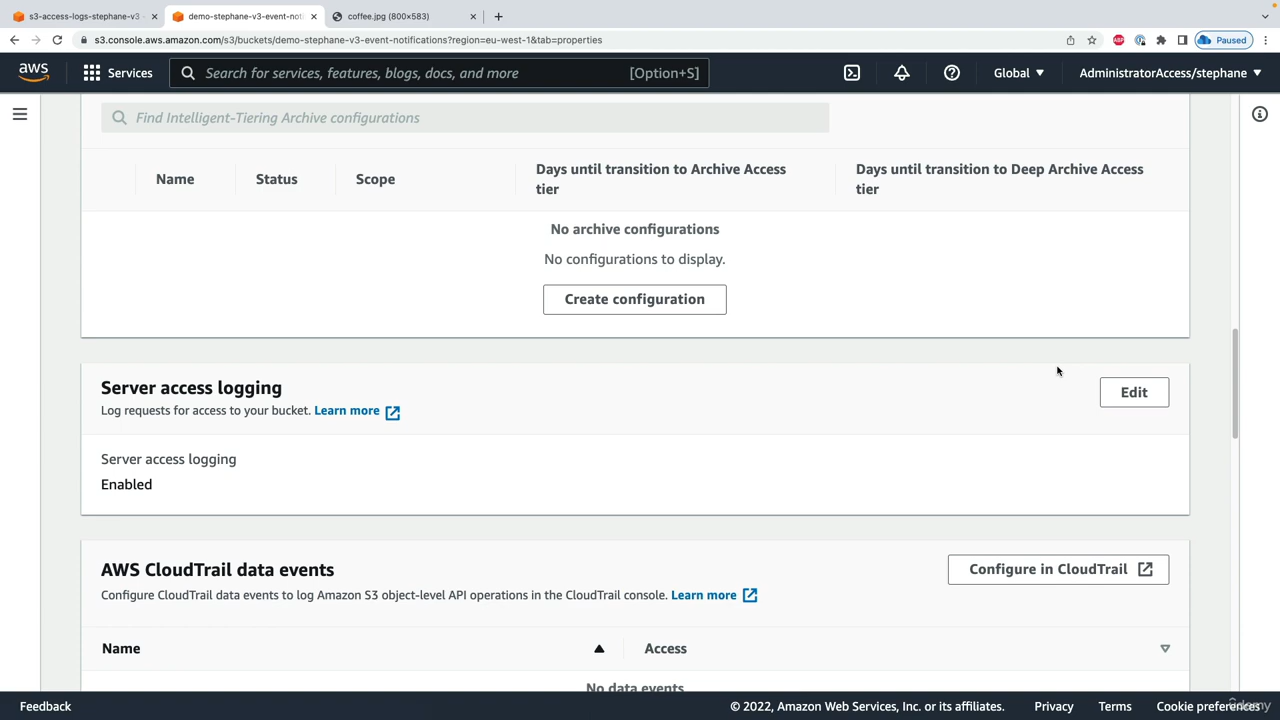 s3-access-logs-stephane-v3
demo-stephane-v3-event-noti
coffee.jpg (800×583)
s3.console.aws.amazon.com/s3/buckets/demo-stephane-v3-event-notifications?region=eu-west-1&tab=properties
ABP
Paused
aws
Services
Search for services, features, blogs, docs, and more
[Option+S]
Global
AdministratorAccess/stephane
Find Intelligent-Tiering Archive configurations
Name
Status
Scope
Days until transition to Archive Access
tier
Days until transition to Deep Archive Access
tier
No archive configurations
No configurations to display.
Create configuration
Server access logging
Log requests for access to your bucket. Learn more
Edit
Server access logging
Enabled
AWS CloudTrail data events
Configure CloudTrail data events to log Amazon S3 object-level API operations in the CloudTrail console. Learn more
Configure in CloudTrail
Name
Access
No data events
Feedback
© 2022, Amazon Web Services, Inc. or its affiliates.
Privacy
Terms
Cookie preferences
Udemy